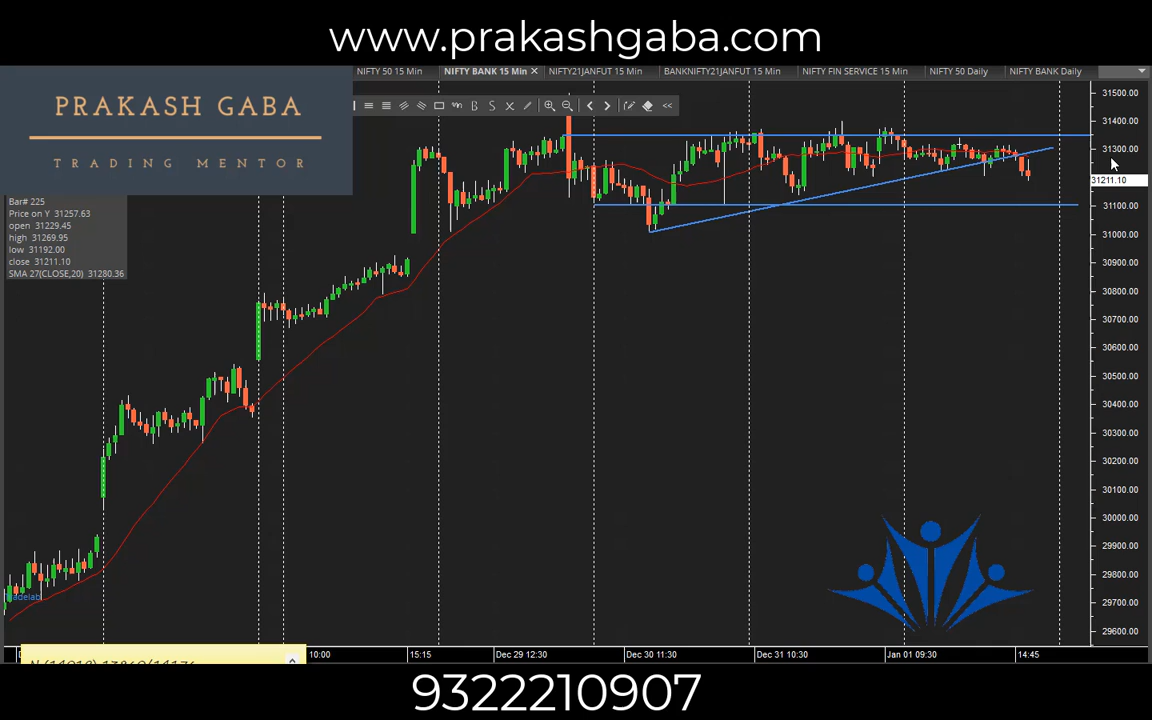 www.prakashgaba.com
NIFTY 50 15 Min
NIFTY BANK 15 Min
NIFTY21JANFUT 15 Min
BANKNIFTY21JANFUT 15 Min
NIFTY FIN SERVICE 15 Min
NIFTY 50 Daily
NIFTY BANK Daily
PRAKASH GABA
TRADING MENTOR
Bar# 225
Price on Y 31257.63
open 31229.45
high 31269.95
low 31192.00
close 31211.10
SMA 27(CLOSE,20) 31280.36
31500.00
31400.00
31300.00
31211.10
31100.00
31000.00
30900.00
30800.00
30700.00
30600.00
30500.00
30400.00
30300.00
30200.00
30100.00
30000.00
29900.00
29800.00
29700.00
29600.00
10:00
15:15
Dec 29 12:30
Dec 30 11:30
Dec 31 10:30
Jan 01 09:30
14:45
9322210907